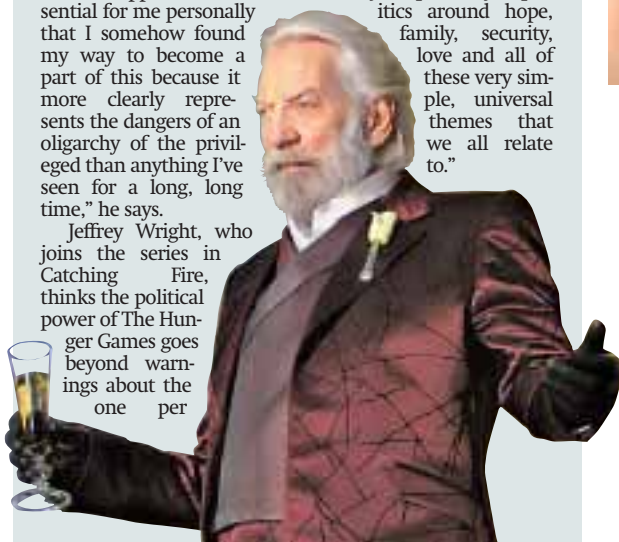 sential for me personally
that I somehow found
my way to become a
part of this because it
more clearly repre-
sents the dangers of an
oligarchy of the privil-
eged than anything I've
seen for a long, long
time,” he says.
Jeffrey Wright, who
joins the series in
Catching Fire,
thinks the political
power of The Hun-
ger Games goes
beyond warn-
ings about the
one per
itics around hope,
family, security,
love and all of
these very sim-
ple, universal
themes that
we all relate
to.”